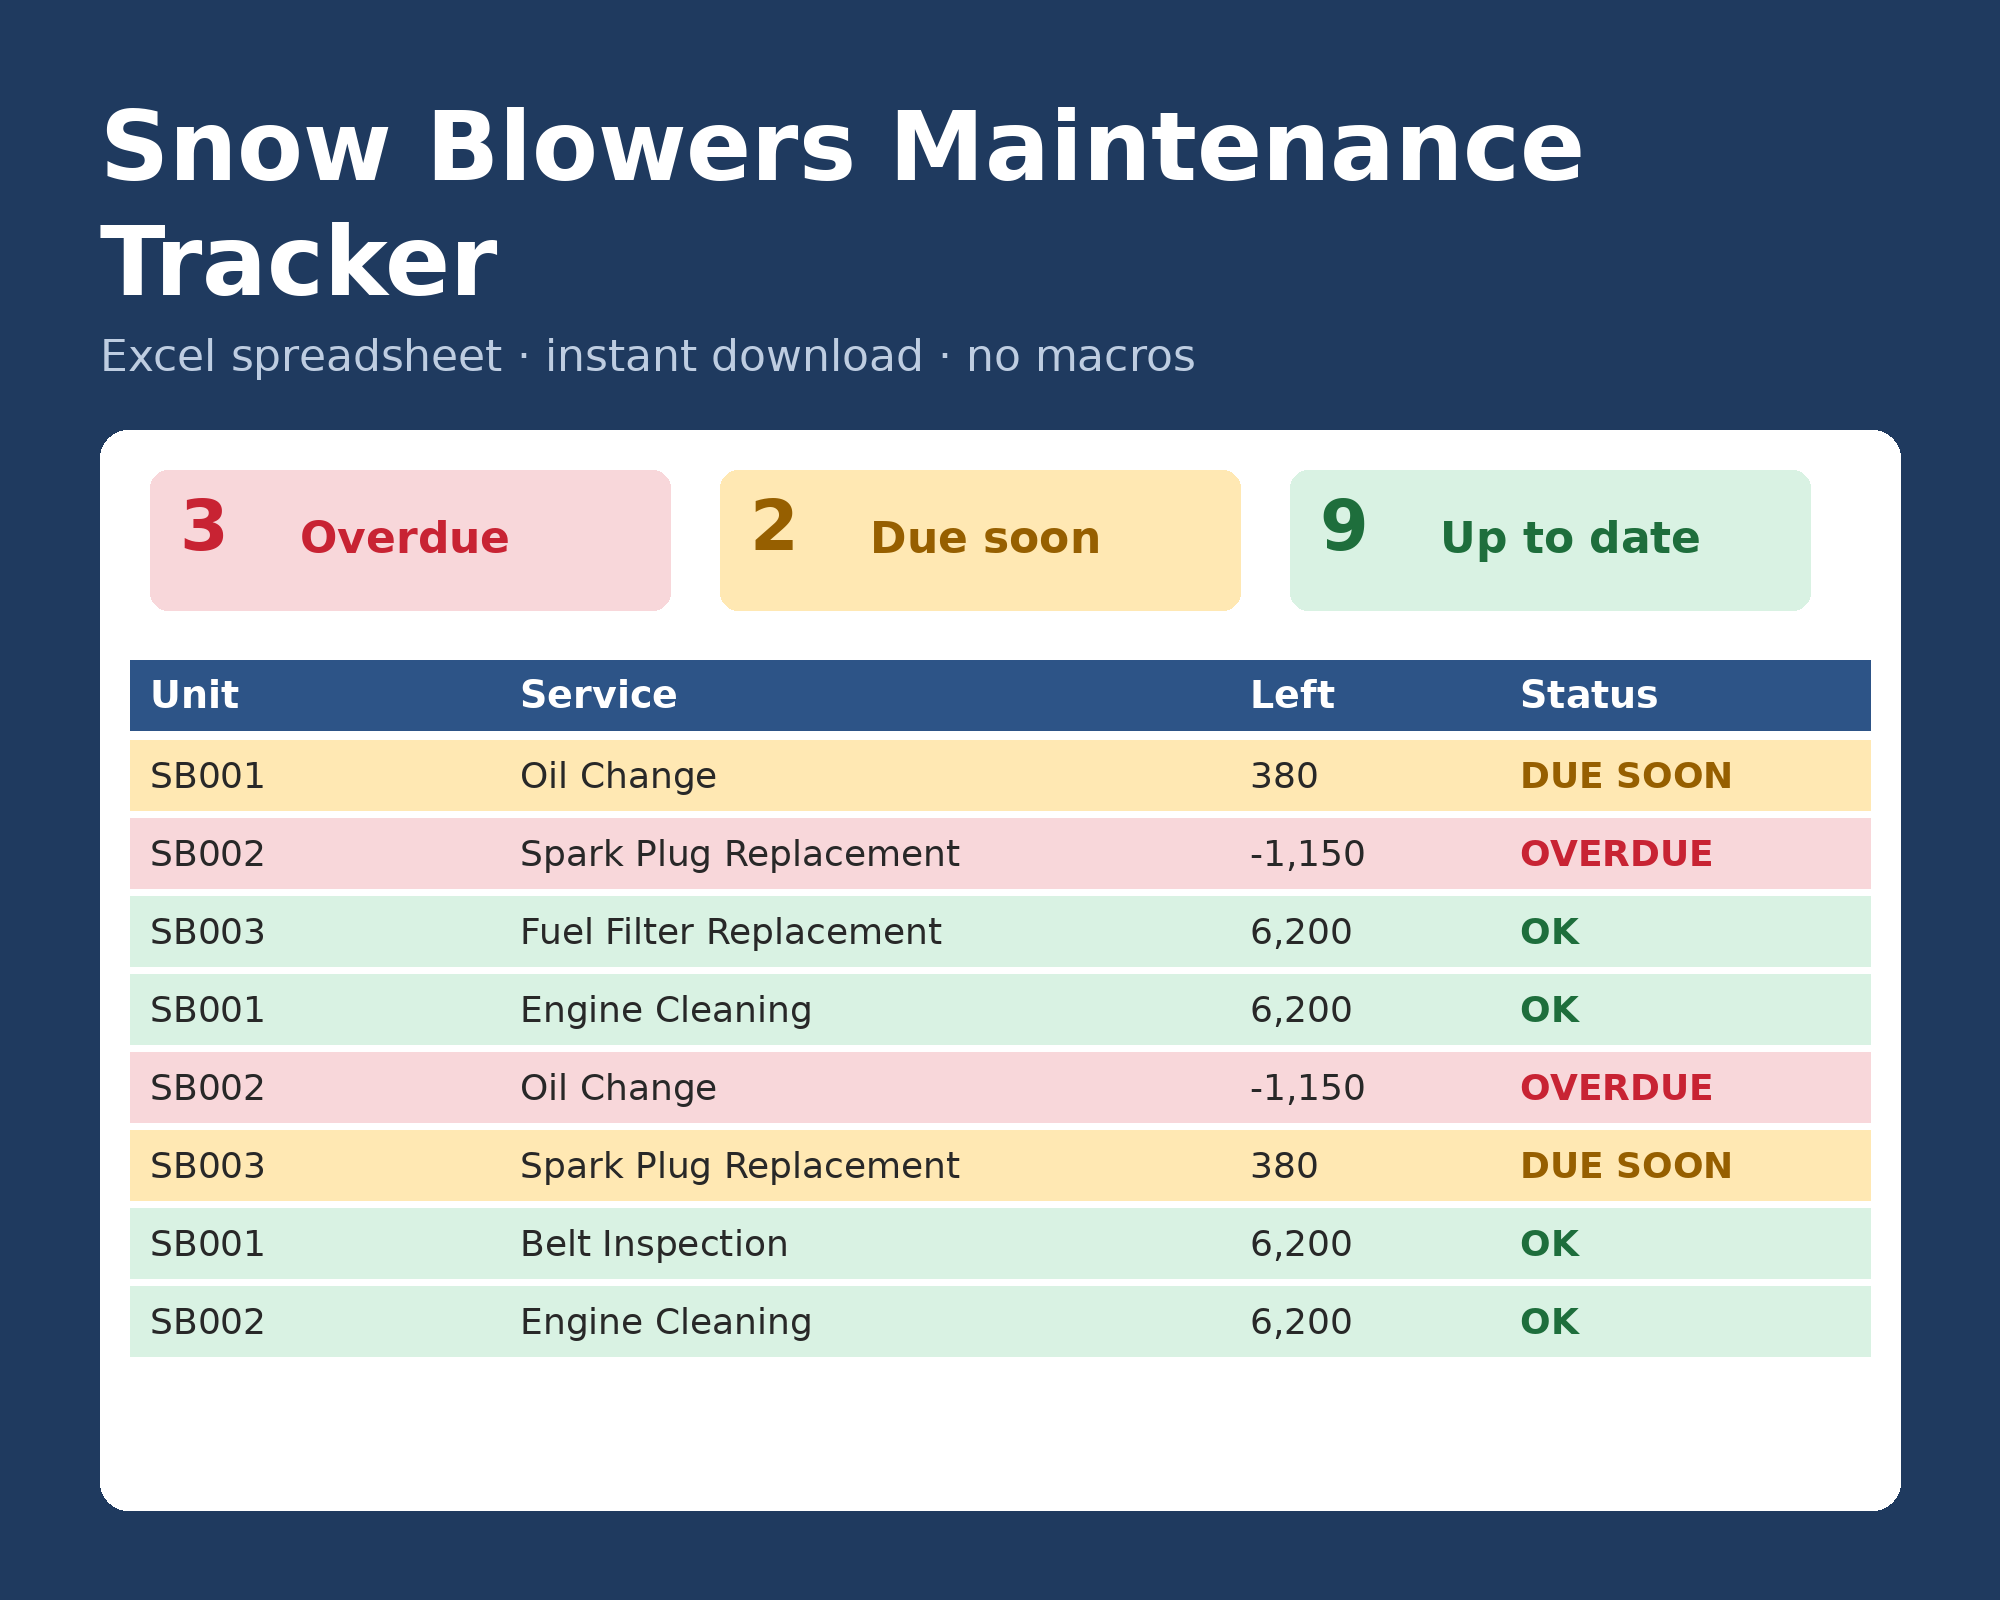 Snow Blowers Maintenance
Tracker
Excel spreadsheet · instant download · no macros
3 Overdue 2 Due soon 9 Up to date
Unit Service Left Status
SB001 Oil Change 380 DUE SOON
SB002 Spark Plug Replacement -1,150 OVERDUE
SB003 Fuel Filter Replacement 6,200 OK
SB001 Engine Cleaning 6,200 OK
SB002 Oil Change -1,150 OVERDUE
SB003 Spark Plug Replacement 380 DUE SOON
SB001 Belt Inspection 6,200 OK
SB002 Engine Cleaning 6,200 OK